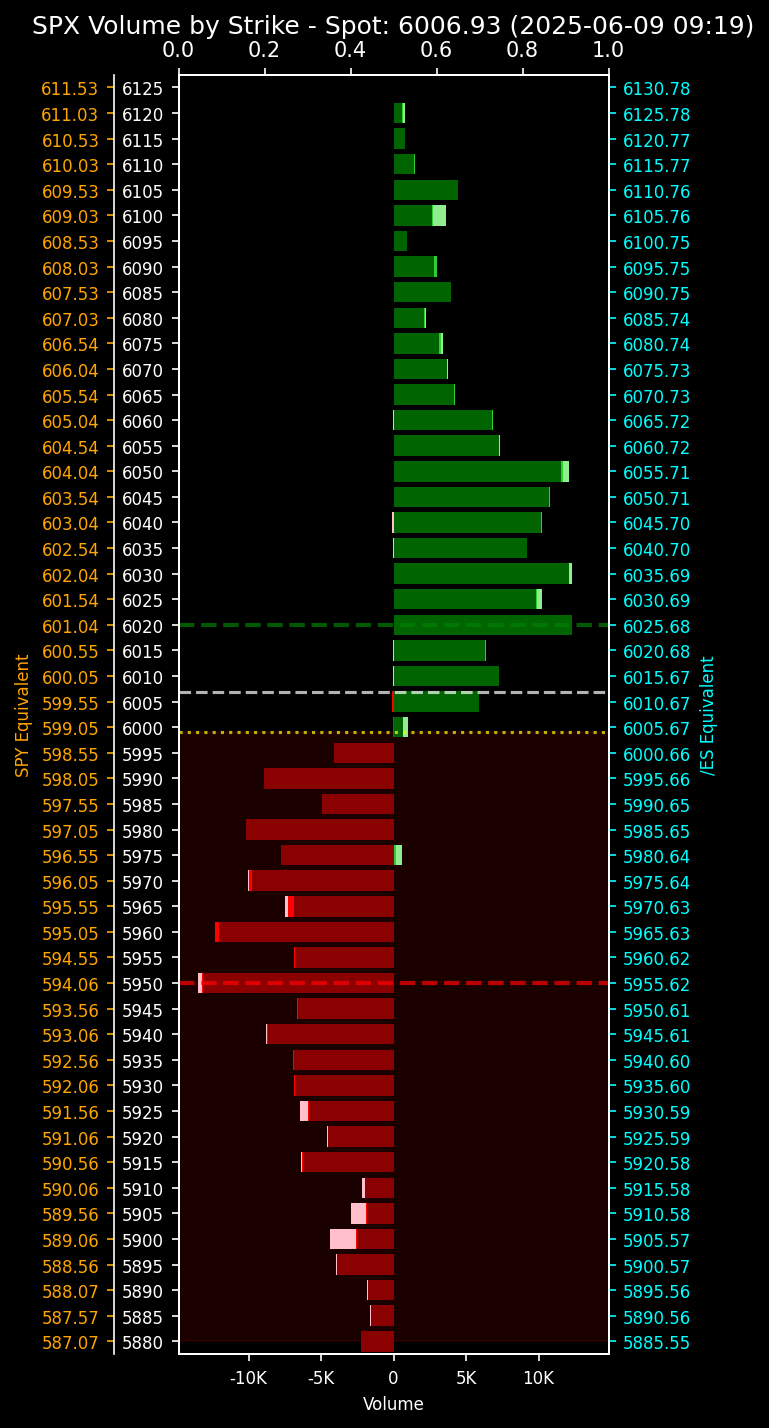 SPX Volume by Strike - Spot: 6006.93 (2025-06-09 09:19)
0.0 0.2 0.4 0.6 0.8 1.0
611.53 6125 6130.78
611.03 6120 6125.78
610.53 6115 6120.77
610.03 6110 6115.77
609.53 6105 6110.76
609.03 6100 6105.76
608.53 6095 6100.75
608.03 6090 6095.75
607.53 6085 6090.75
607.03 6080 6085.74
606.54 6075 6080.74
606.04 6070 6075.73
605.54 6065 6070.73
605.04 6060 6065.72
604.54 6055 6060.72
604.04 6050 6055.71
603.54 6045 6050.71
603.04 6040 6045.70
602.54 6035 6040.70
602.04 6030 6035.69
601.54 6025 6030.69
601.04 6020 6025.68
600.55 6015 6020.68
600.05 6010 6015.67
599.55 6005 6010.67
599.05 6000 6005.67
598.55 5995 6000.66
598.05 5990 5995.66
597.55 5985 5990.65
597.05 5980 5985.65
596.55 5975 5980.64
596.05 5970 5975.64
595.55 5965 5970.63
595.05 5960 5965.63
594.55 5955 5960.62
594.06 5950 5955.62
593.56 5945 5950.61
593.06 5940 5945.61
592.56 5935 5940.60
592.06 5930 5935.60
591.56 5925 5930.59
591.06 5920 5925.59
590.56 5915 5920.58
590.06 5910 5915.58
589.56 5905 5910.58
589.06 5900 5905.57
588.56 5895 5900.57
588.07 5890 5895.56
587.57 5885 5890.56
587.07 5880 5885.55
SPY Equivalent
/ES Equivalent
-10K -5K 0 5K 10K
Volume